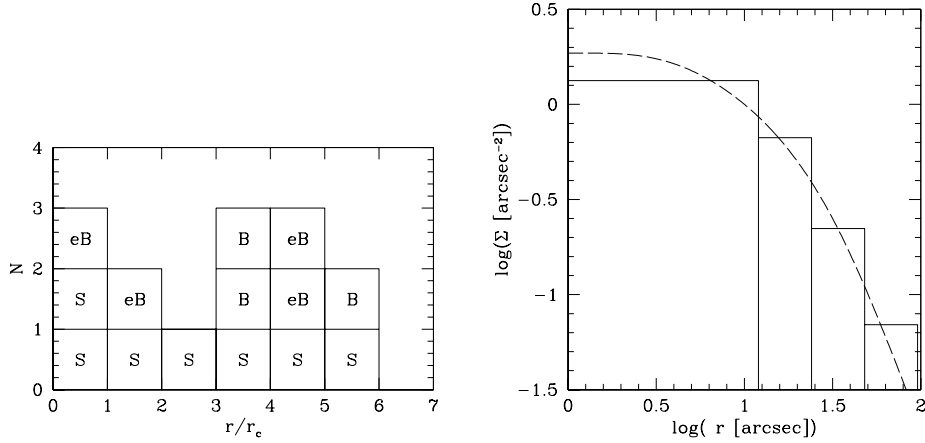 4
3
2
1
0
N
eB
B
eB
S
eB
B
eB
B
S
S
S
S
S
S
0 1 2 3 4 5 6 7
r/r_c
0.5
0
−0.5
−1
−1.5
log(Σ [arcsec⁻²])
0 0.5 1 1.5 2
log( r [arcsec])